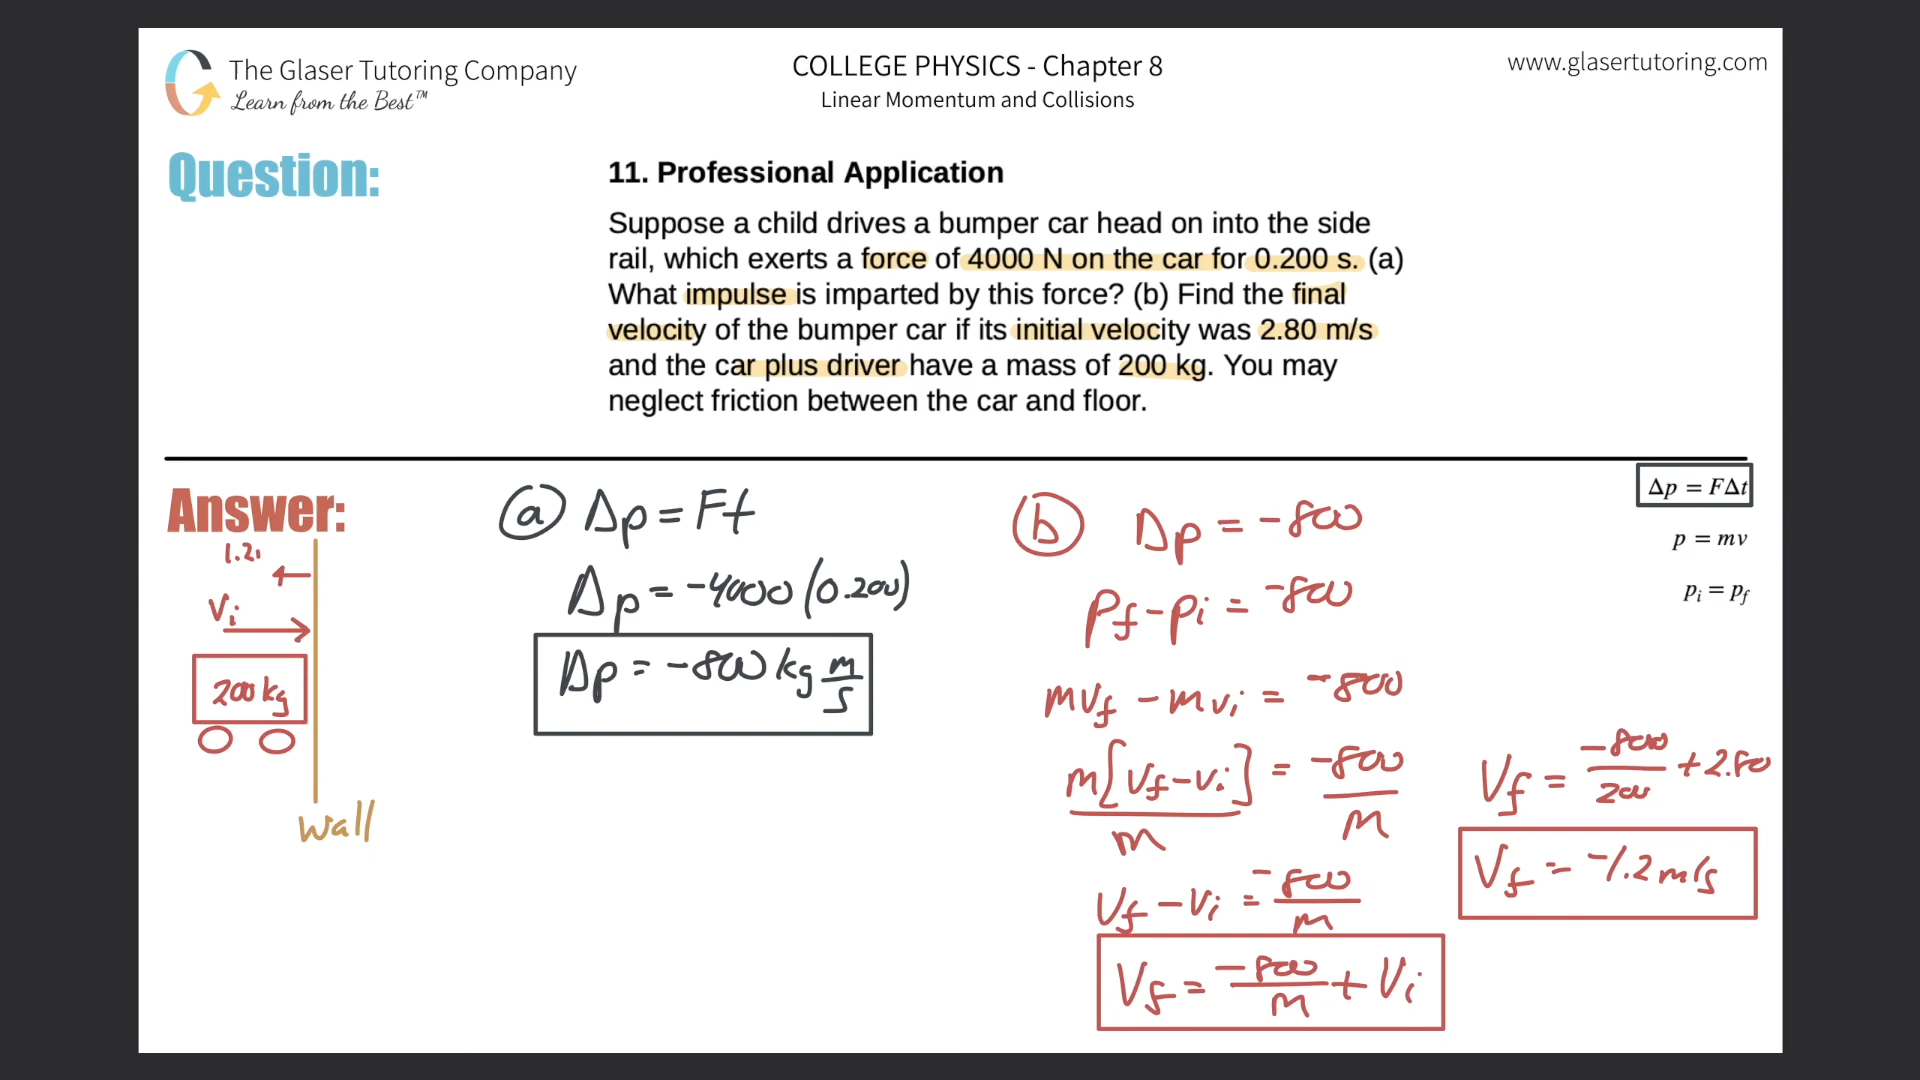 The Glaser Tutoring Company
Learn from the Best™
COLLEGE PHYSICS - Chapter 8
Linear Momentum and Collisions
www.glasertutoring.com
Question:
11. Professional Application
Suppose a child drives a bumper car head on into the side
rail, which exerts a force of 4000 N on the car for 0.200 s. (a)
What impulse is imparted by this force? (b) Find the final
velocity of the bumper car if its initial velocity was 2.80 m/s
and the car plus driver have a mass of 200 kg. You may
neglect friction between the car and floor.
Answer:
1.2
Vi
200 kg
wall
(a) Δp = Ft
Δp = -4000 (0.200)
Δp = -800 kg m/s
(b) Δp = -800
Pf - Pi = -800
mVf - mVi = -800
m[Vf - Vi]/m = -800/m
Vf - Vi = -800/m
Vf = -800/m + Vi
Vf = -800/200 + 2.80
Vf = -1.2 m/s
Δp = FΔt
p = mv
pi = pf